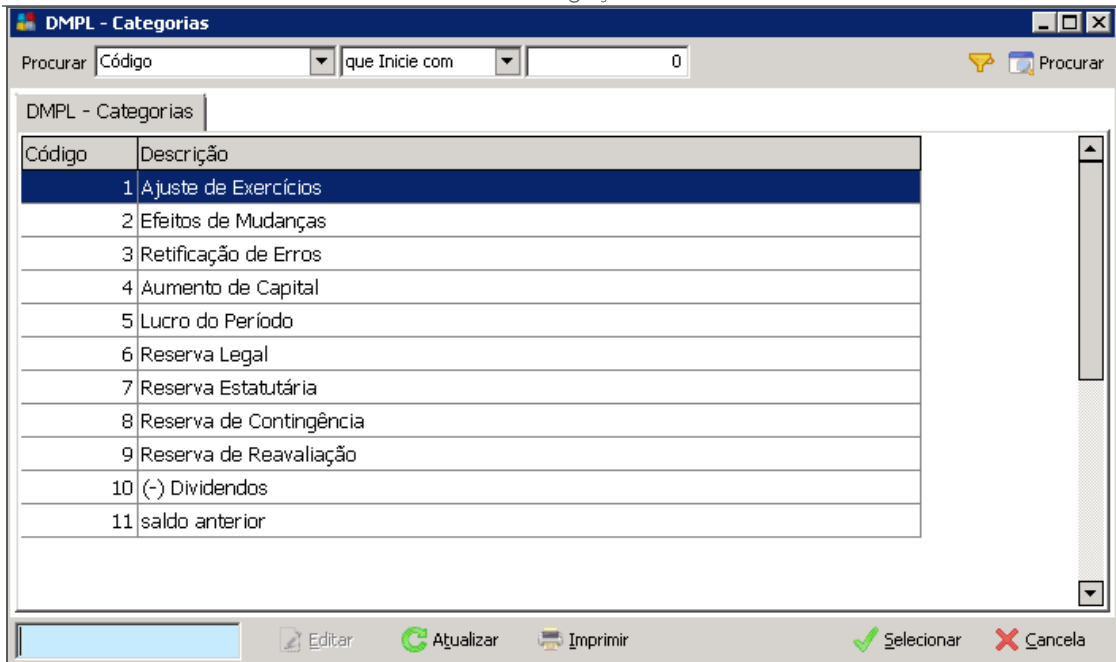 DMPL - Categorias
Procurar Código que Inicie com 0 Procurar
DMPL - Categorias
Código Descrição
1 Ajuste de Exercícios
2 Efeitos de Mudanças
3 Retificação de Erros
4 Aumento de Capital
5 Lucro do Período
6 Reserva Legal
7 Reserva Estatutária
8 Reserva de Contingência
9 Reserva de Reavaliação
10 (-) Dividendos
11 saldo anterior
Editar Atualizar Imprimir Selecionar Cancela